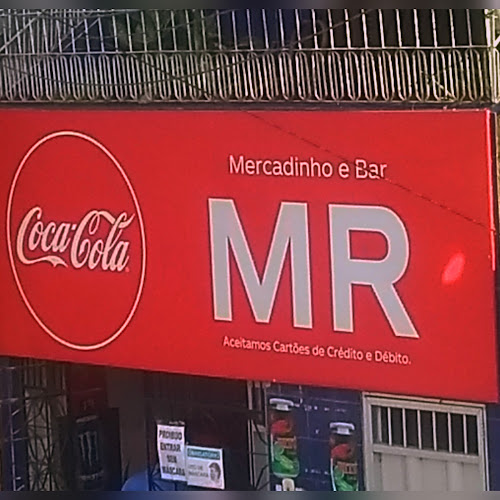 Coca-Cola
Mercadinho e Bar
MR
Aceitamos Cartões de Crédito e Débito.
PROIBIDO
ENTRAR
SEM
MÁSCARA